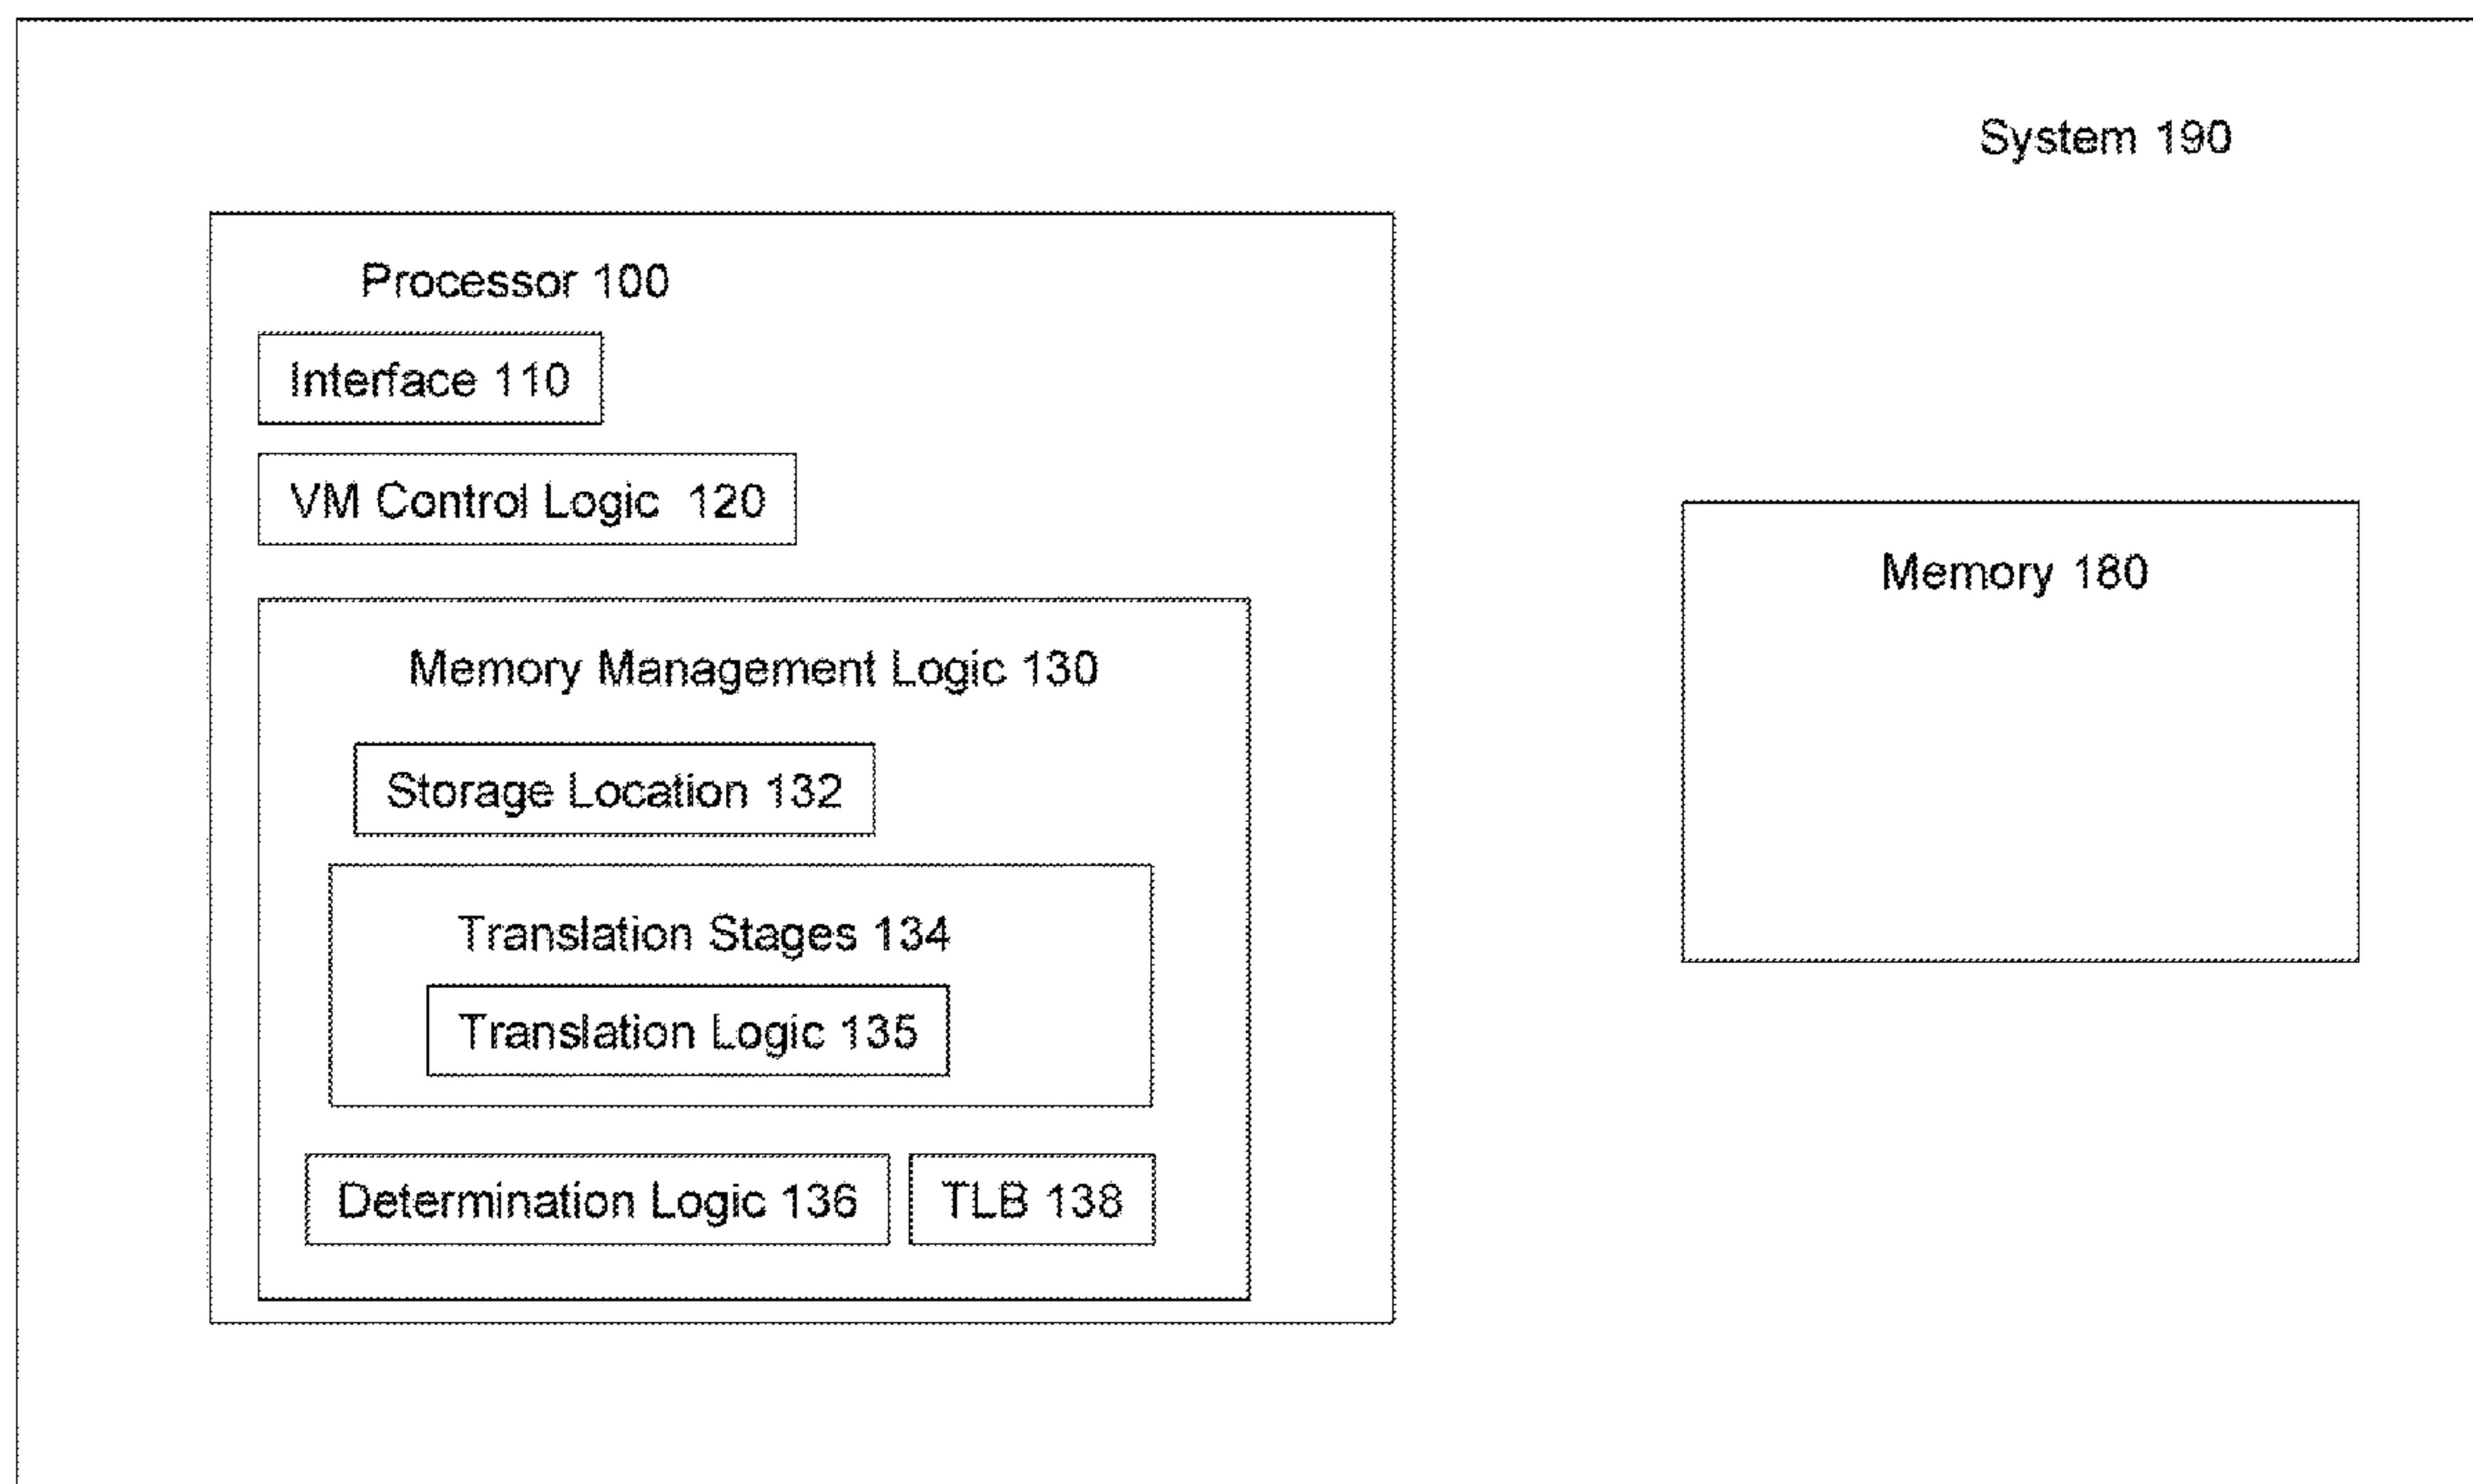 System 190
Processor 100
Interface 110
VM Control Logic 120
Memory 180
Memory Management Logic 130
Storage Location 132
Translation Stages 134
Translation Logic 135
Determination Logic 136
TLB 138